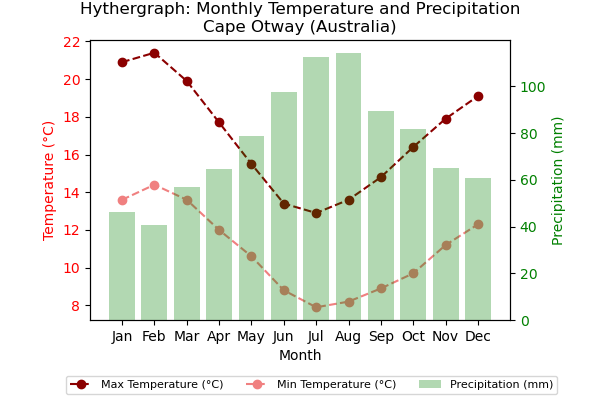 Hythergraph: Monthly Temperature and Precipitation
Cape Otway (Australia)
22
20
18
16
14
12
10
8
Temperature (°C)
100
80
60
40
20
0
Precipitation (mm)
Jan Feb Mar Apr May Jun Jul Aug Sep Oct Nov Dec
Month
Max Temperature (°C) Min Temperature (°C) Precipitation (mm)